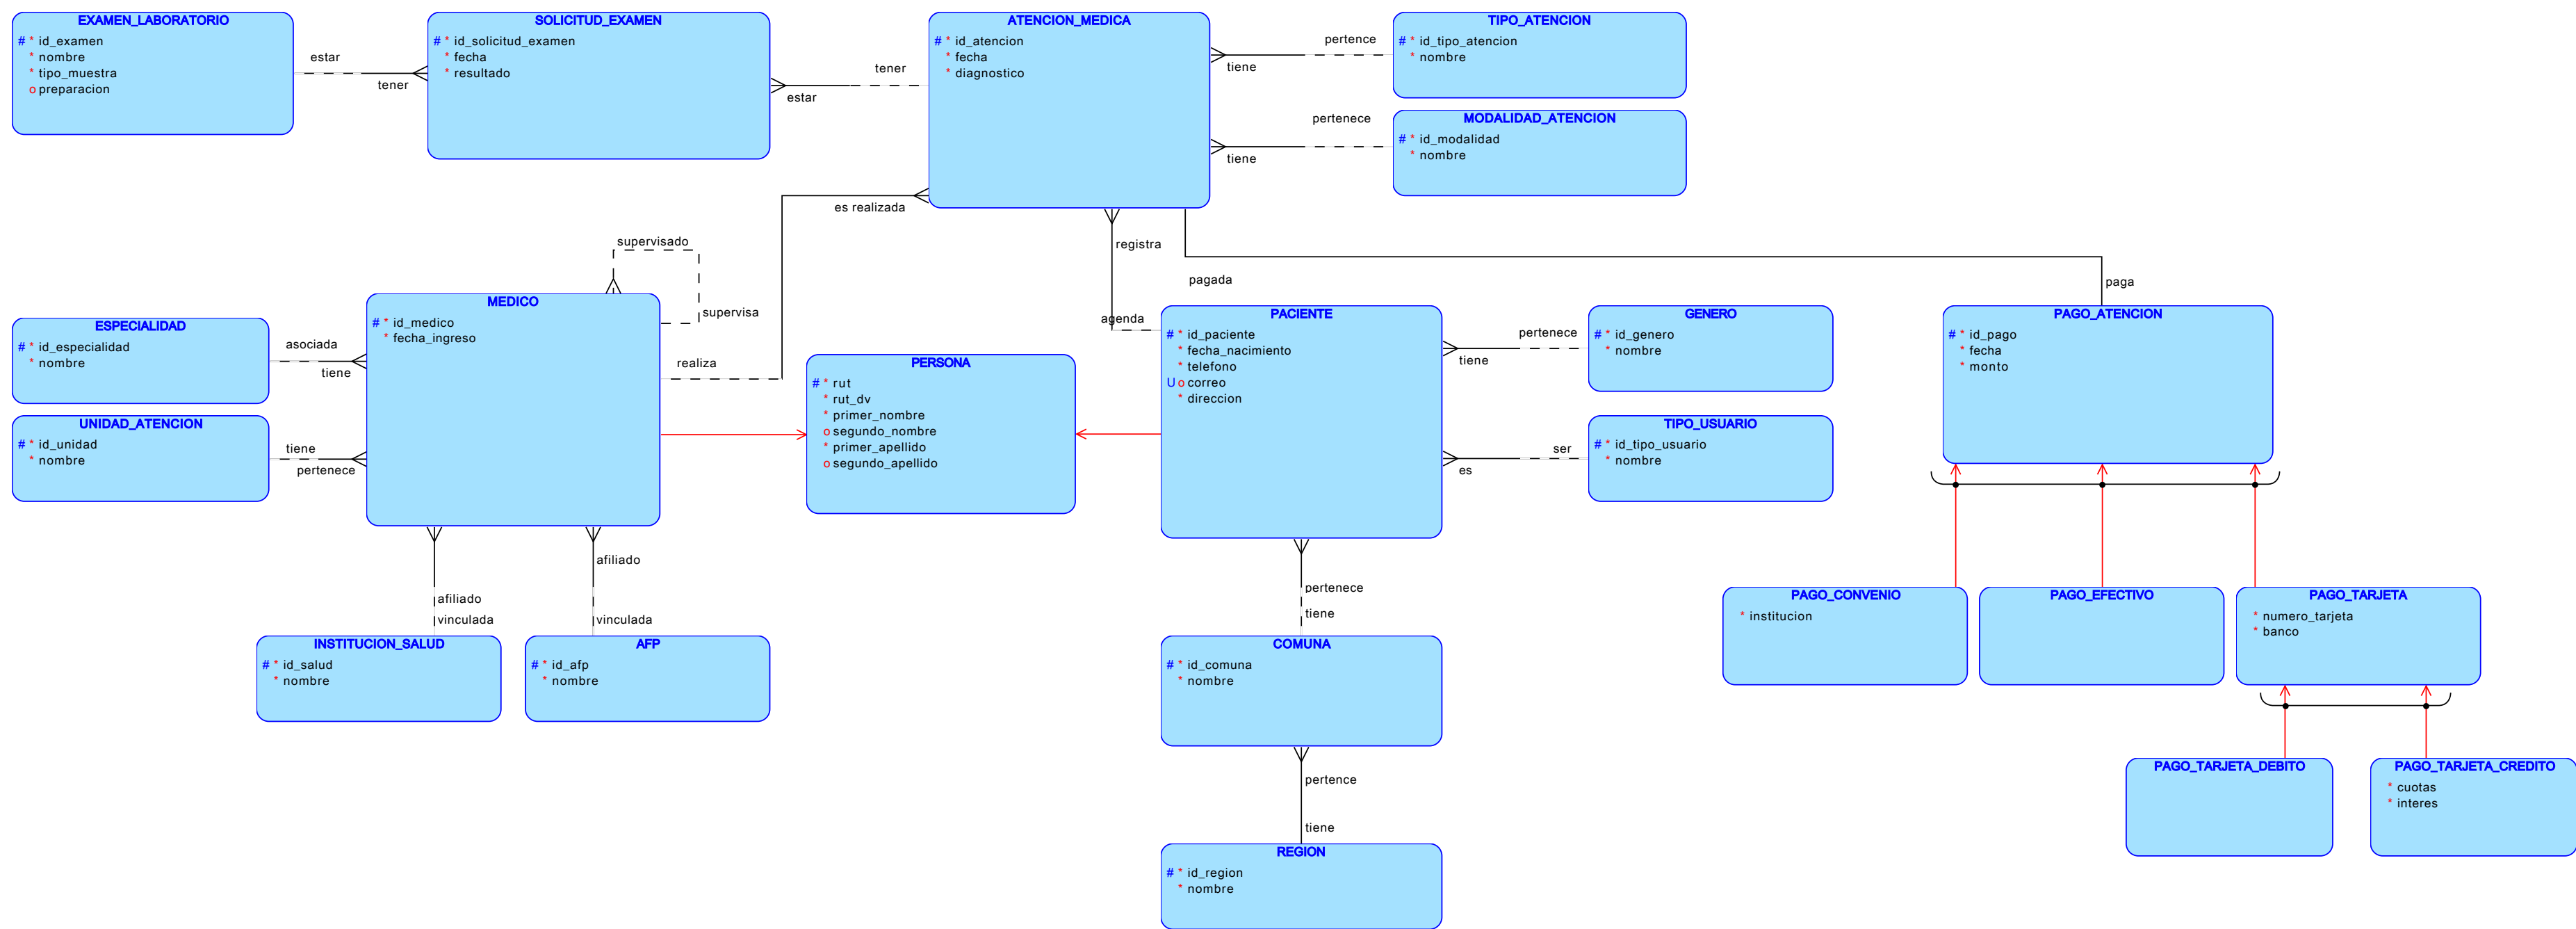 EXAMEN_LABORATORIO
# * id_examen
* nombre
* tipo_muestra
o preparacion
estar
tener
SOLICITUD_EXAMEN
# * id_solicitud_examen
* fecha
* resultado
tener
estar
ATENCION_MEDICA
# * id_atencion
* fecha
* diagnostico
pertence
tiene
TIPO_ATENCION
# * id_tipo_atencion
* nombre
pertenece
tiene
MODALIDAD_ATENCION
# * id_modalidad
* nombre
es realizada
supervisado
supervisa
registra
pagada
agenda
paga
ESPECIALIDAD
# * id_especialidad
* nombre
asociada
tiene
UNIDAD_ATENCION
# * id_unidad
* nombre
tiene
pertenece
MEDICO
# * id_medico
* fecha_ingreso
realiza
PERSONA
# * rut
* rut_dv
* primer_nombre
o segundo_nombre
* primer_apellido
o segundo_apellido
PACIENTE
# * id_paciente
* fecha_nacimiento
* telefono
U o correo
* direccion
pertenece
tiene
GENERO
# * id_genero
* nombre
ser
es
TIPO_USUARIO
# * id_tipo_usuario
* nombre
PAGO_ATENCION
# * id_pago
* fecha
* monto
afiliado
vinculada
afiliado
vinculada
INSTITUCION_SALUD
# * id_salud
* nombre
AFP
# * id_afp
* nombre
pertenece
tiene
COMUNA
# * id_comuna
* nombre
pertence
tiene
REGION
# * id_region
* nombre
PAGO_CONVENIO
* institucion
PAGO_EFECTIVO
PAGO_TARJETA
* numero_tarjeta
* banco
PAGO_TARJETA_DEBITO
PAGO_TARJETA_CREDITO
* cuotas
* interes